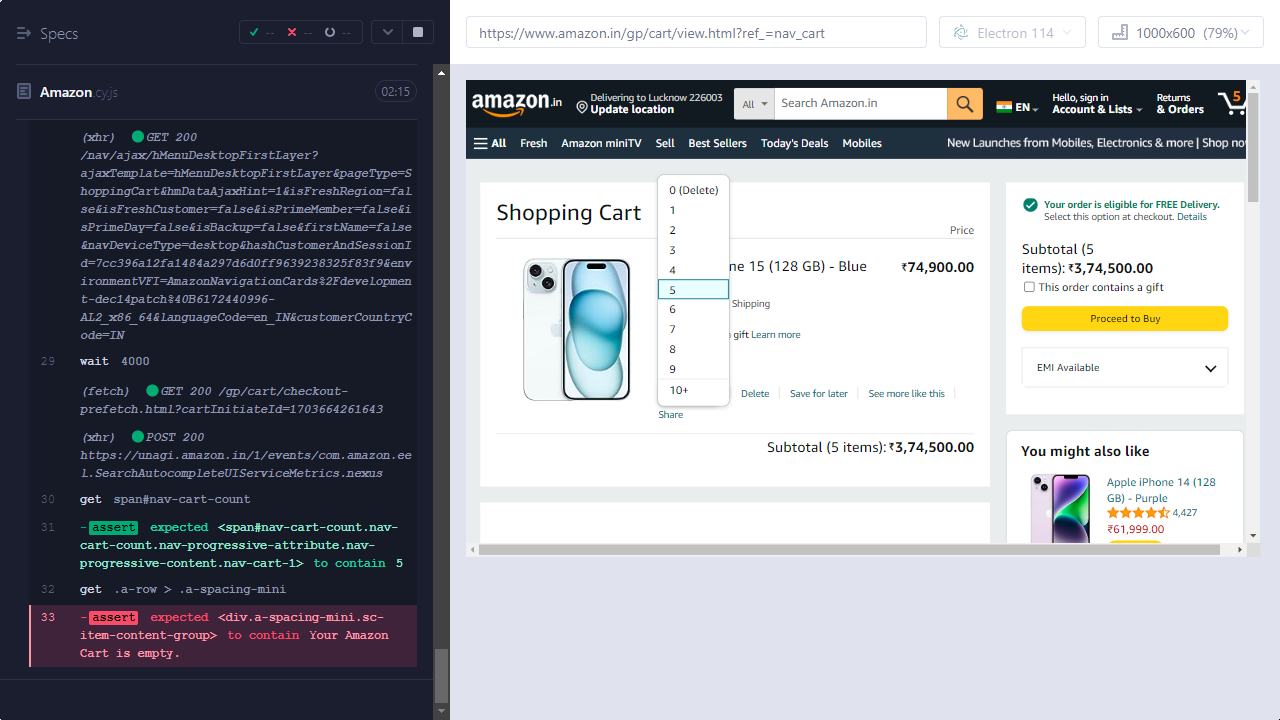 Specs
--
--
--
Amazon.cy.js
02:15
(xhr) GET 200
/nav/ajax/hMenuDesktopFirstLayer?
ajaxTemplate=hMenuDesktopFirstLayer&pageType=S
hoppingCart&hmDataAjaxHint=1&isFreshRegion=fal
se&isFreshCustomer=false&isPrimeMember=false&i
sPrimeDay=false&isBackup=false&firstName=false
&navDeviceType=desktop&hashCustomerAndSessionI
d=7cc396a12fa1484a297d6d0ff9639238325f83f9&env
ironmentVFI=AmazonNavigationCards%2Fdevelopmen
t-dec14patch%40B6172440996-
AL2_x86_64&languageCode=en_IN&customerCountryC
ode=IN
29 wait 4000
(fetch) GET 200 /gp/cart/checkout-
prefetch.html?cartInitiateId=1703664261643
(xhr) POST 200
https://unagi.amazon.in/1/events/com.amazon.ee
l.SearchAutocompleteUIServiceMetrics.nexus
30 get span#nav-cart-count
31 -assert expected <span#nav-cart-count.nav-
cart-count.nav-progressive-attribute.nav-
progressive-content.nav-cart-1> to contain 5
32 get .a-row > .a-spacing-mini
33 -assert expected <div.a-spacing-mini.sc-
item-content-group> to contain Your Amazon
Cart is empty.
https://www.amazon.in/gp/cart/view.html?ref_=nav_cart
Electron 114
1000x600 (79%)
amazon.in
Delivering to Lucknow 226003
Update location
All
Search Amazon.in
EN
Hello, sign in
Account & Lists
Returns
& Orders
5
All Fresh Amazon miniTV Sell Best Sellers Today's Deals Mobiles
New Launches from Mobiles, Electronics & more | Shop now
Shopping Cart
Price
0 (Delete)
1
2
3
4
5
6
7
8
9
10+
ne 15 (128 GB) - Blue
₹74,900.00
Shipping
gift Learn more
Delete
Save for later
See more like this
Share
Subtotal (5 items): ₹3,74,500.00
Your order is eligible for FREE Delivery.
Select this option at checkout. Details
Subtotal (5
items): ₹3,74,500.00
This order contains a gift
Proceed to Buy
EMI Available
You might also like
Apple iPhone 14 (128
GB) - Purple
4,427
₹61,999.00